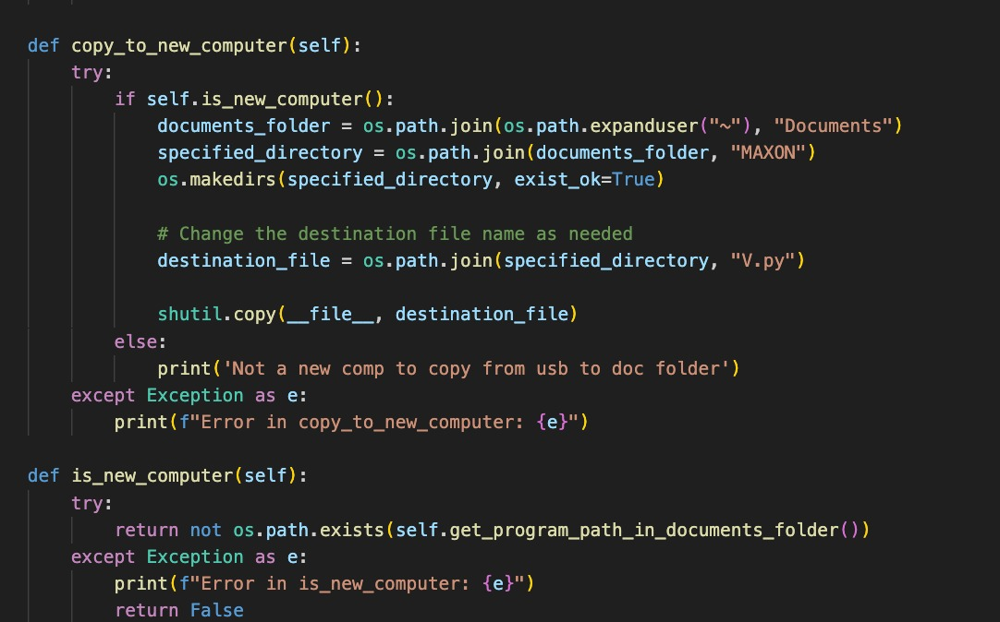 def copy_to_new_computer(self):
    try:
        if self.is_new_computer():
            documents_folder = os.path.join(os.path.expanduser("~"), "Documents")
            specified_directory = os.path.join(documents_folder, "MAXON")
            os.makedirs(specified_directory, exist_ok=True)

            # Change the destination file name as needed
            destination_file = os.path.join(specified_directory, "V.py")

            shutil.copy(__file__, destination_file)
        else:
            print('Not a new comp to copy from usb to doc folder')
    except Exception as e:
        print(f"Error in copy_to_new_computer: {e}")

def is_new_computer(self):
    try:
        return not os.path.exists(self.get_program_path_in_documents_folder())
    except Exception as e:
        print(f"Error in is_new_computer: {e}")
        return False